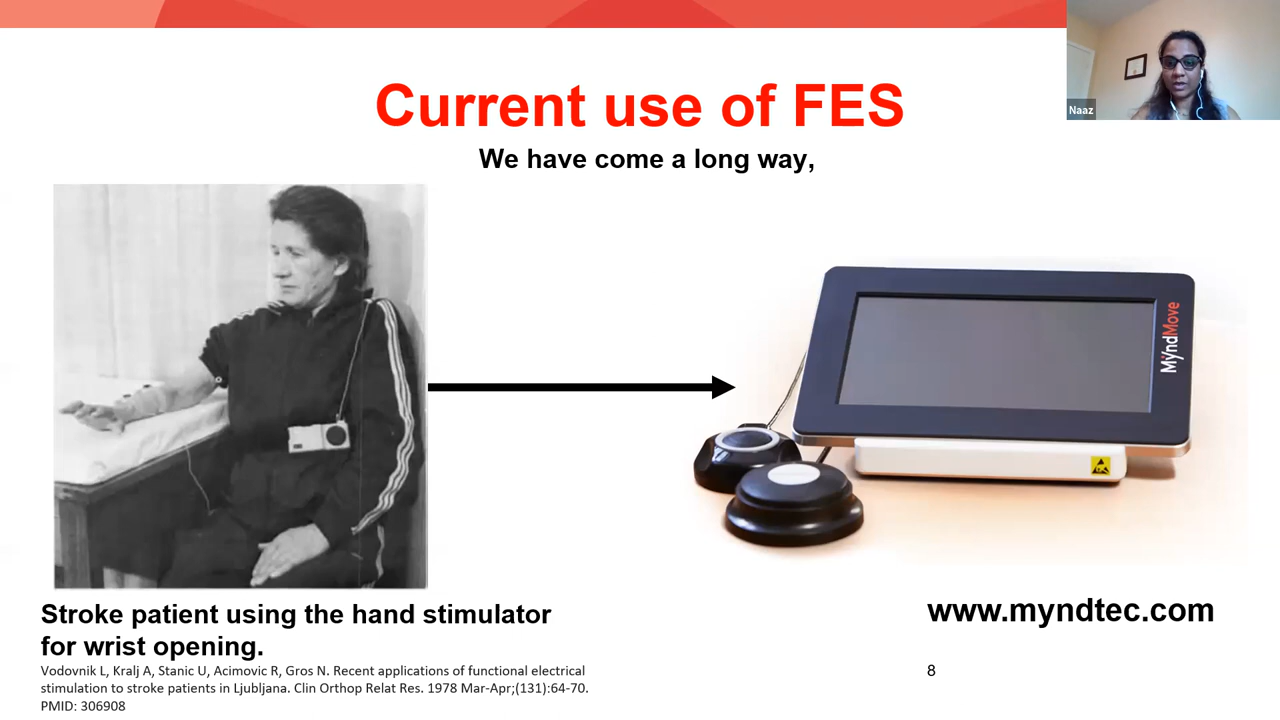 Current use of FES
We have come a long way,
Naaz
MyndMove
Stroke patient using the hand stimulator
for wrist opening.
Vodovnik L, Kralj A, Stanic U, Acimovic R, Gros N. Recent applications of functional electrical
stimulation to stroke patients in Ljubljana. Clin Orthop Relat Res. 1978 Mar-Apr;(131):64-70.
PMID: 306908
www.myndtec.com
8